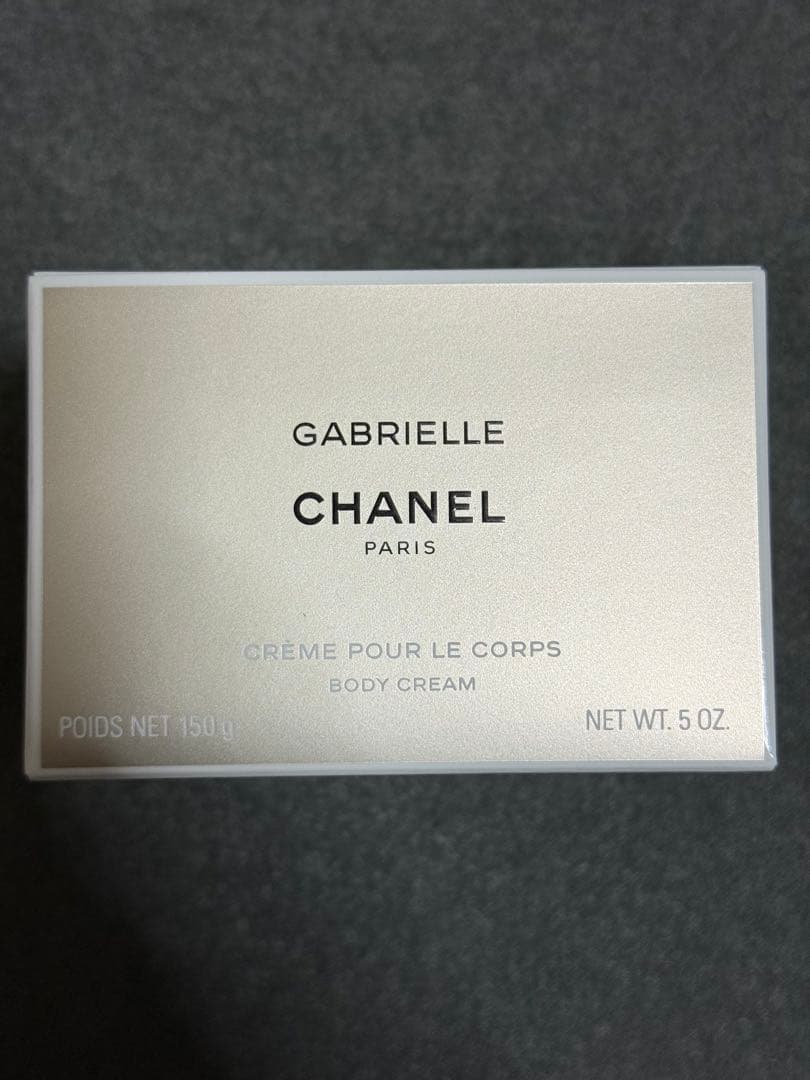 GABRIELLE
CHANEL
PARIS
CRÈME POUR LE CORPS
BODY CREAM
POIDS NET 150 g
NET WT. 5 OZ.